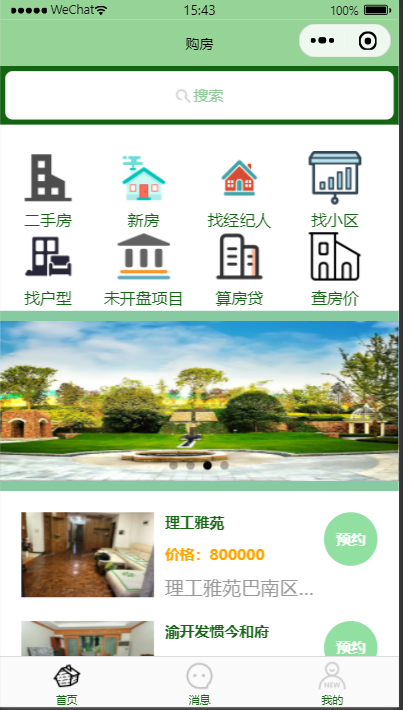 WeChat 15:43 100%
购房
搜索
二手房 新房 找经纪人 找小区
找户型 未开盘项目 算房贷 查房价
理工雅苑
预约
价格：800000
理工雅苑巴南区...
渝开发惯今和府
预约
NEW
首页 消息 我的